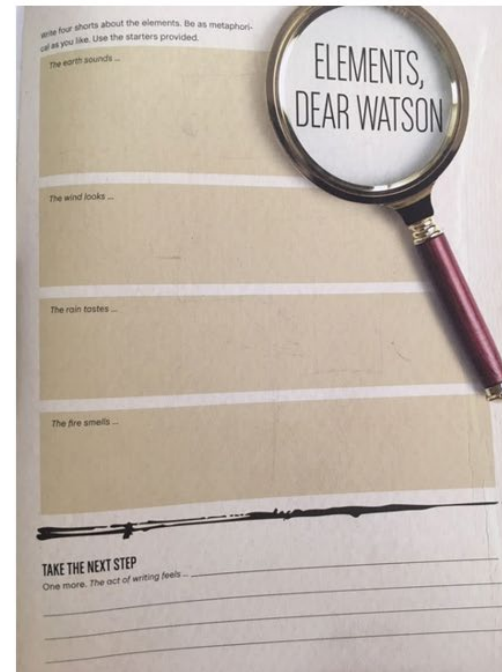 Write four shorts about the elements. Be as metaphori-
cal as you like. Use the starters provided.
ELEMENTS,
DEAR WATSON
The earth sounds ...
The wind looks ...
The rain tastes ...
The fire smells ...
TAKE THE NEXT STEP
One more. The act of writing feels ...